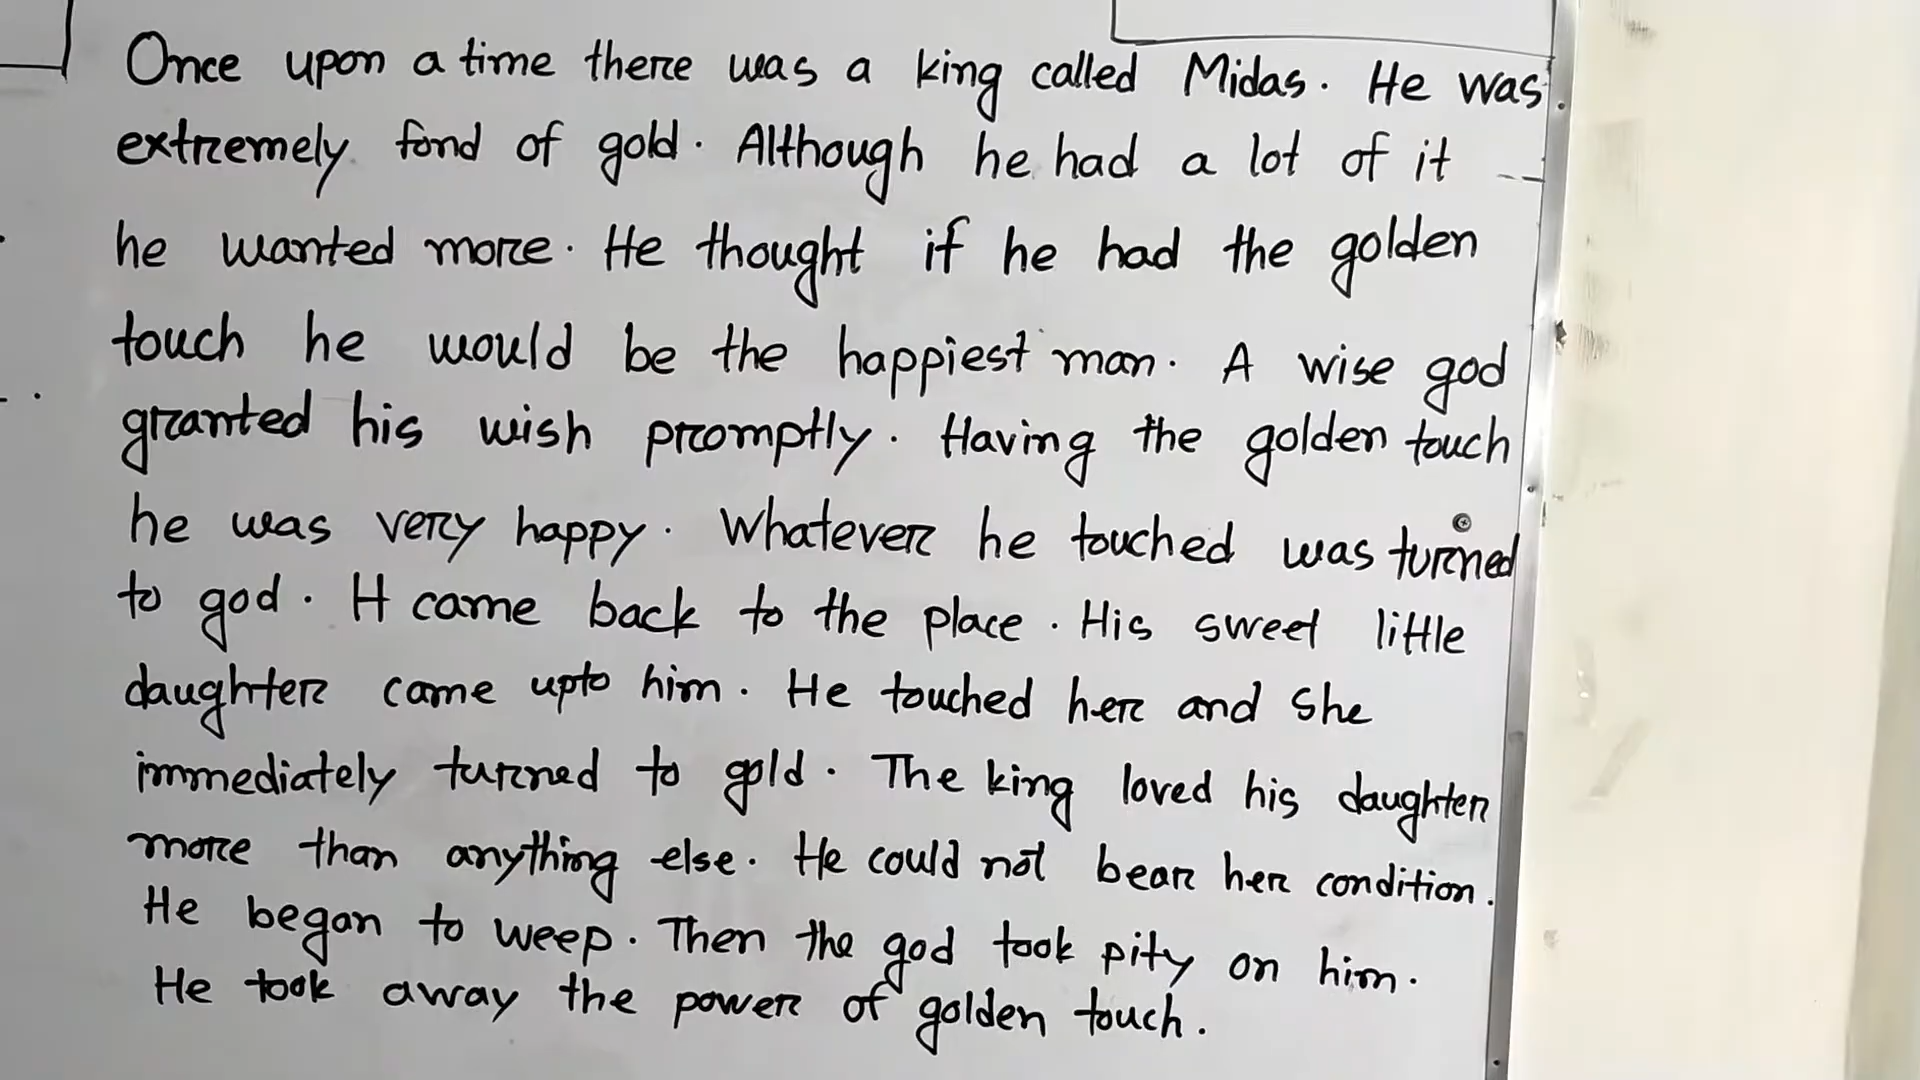 Once upon a time there was a king called Midas. He was
extremely fond of gold. Although he had a lot of it
he wanted more. He thought if he had the golden
touch he would be the happiest man. A wise god
granted his wish promptly. Having the golden touch
he was very happy. Whatever he touched was turned
to god. H came back to the place. His sweet little
daughter came upto him. He touched her and she
immediately turned to gold. The king loved his daughter
more than anything else. He could not bear her condition.
He began to weep. Then the god took pity on him.
He took away the power of golden touch.